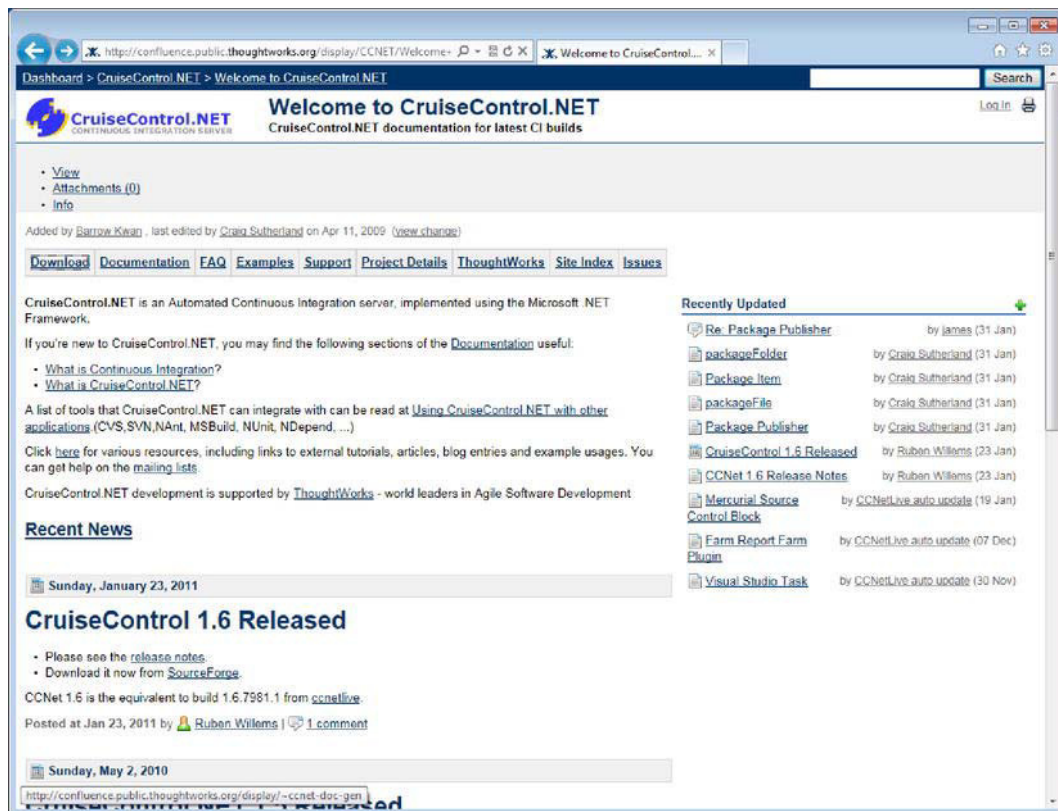 http://confluence.public.thoughtworks.org/display/CCNET/Welcome+
Welcome to CruiseControl....
Dashboard > CruiseControl.NET > Welcome to CruiseControl.NET
Search
CruiseControl.NET
CONTINUOUS INTEGRATION SERVER
Welcome to CruiseControl.NET
CruiseControl.NET documentation for latest CI builds
Log In
• View
• Attachments (0)
• Info
Added by Barrow Kwan , last edited by Craig Sutherland on Apr 11, 2009 (view change)
Download Documentation FAQ Examples Support Project Details ThoughtWorks Site Index Issues
CruiseControl.NET is an Automated Continuous Integration server, implemented using the Microsoft .NET
Framework.
If you're new to CruiseControl.NET, you may find the following sections of the Documentation useful:
• What is Continuous Integration?
• What is CruiseControl.NET?
A list of tools that CruiseControl.NET can integrate with can be read at Using CruiseControl.NET with other
applications.(CVS,SVN,NAnt, MSBuild, NUnit, NDepend, ...)
Click here for various resources, including links to external tutorials, articles, blog entries and example usages. You
can get help on the mailing lists.
CruiseControl.NET development is supported by ThoughtWorks - world leaders in Agile Software Development
Recent News
Sunday, January 23, 2011
CruiseControl 1.6 Released
• Please see the release notes.
• Download it now from SourceForge.
CCNet 1.6 is the equivalent to build 1.6.7981.1 from ccnetlive.
Posted at Jan 23, 2011 by Ruben Willems | 1 comment
Sunday, May 2, 2010
CruiseControl.NET 1.5 Released
http://confluence.public.thoughtworks.org/display/~ccnet-doc-gen
Recently Updated
Re: Package Publisher by james (31 Jan)
packageFolder by Craig Sutherland (31 Jan)
Package Item by Craig Sutherland (31 Jan)
packageFile by Craig Sutherland (31 Jan)
Package Publisher by Craig Sutherland (31 Jan)
CruiseControl 1.6 Released by Ruben Willems (23 Jan)
CCNet 1.6 Release Notes by Ruben Willems (23 Jan)
Mercurial Source by CCNetLive auto update (19 Jan)
Control Block
Farm Report Farm by CCNetLive auto update (07 Dec)
Plugin
Visual Studio Task by CCNetLive auto update (30 Nov)